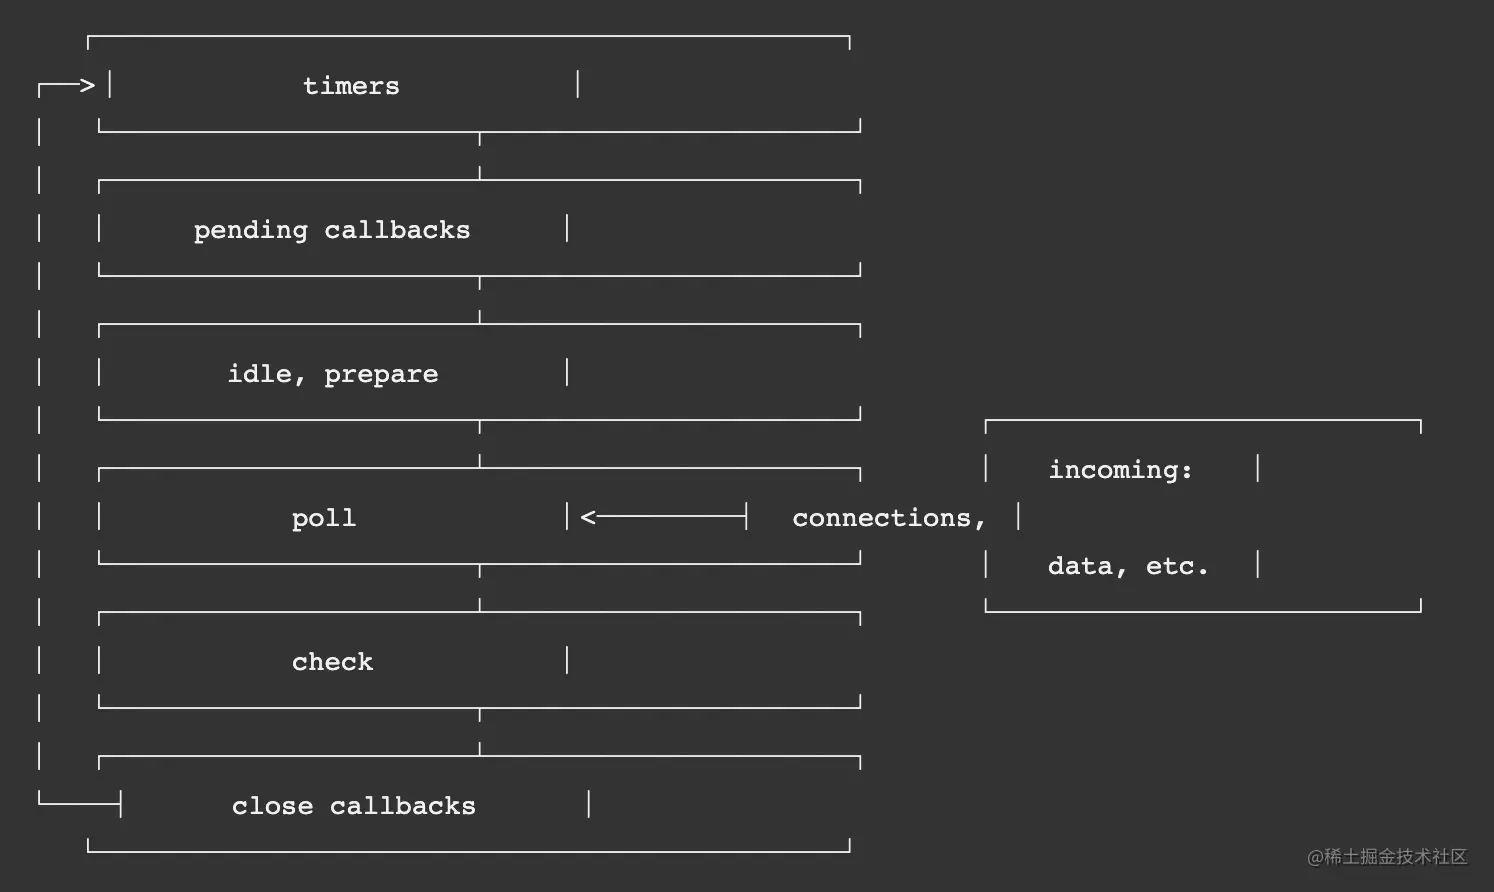 timers
pending callbacks
idle, prepare
incoming:
poll
connections,
data, etc.
check
close callbacks
@稀土掘金技术社区